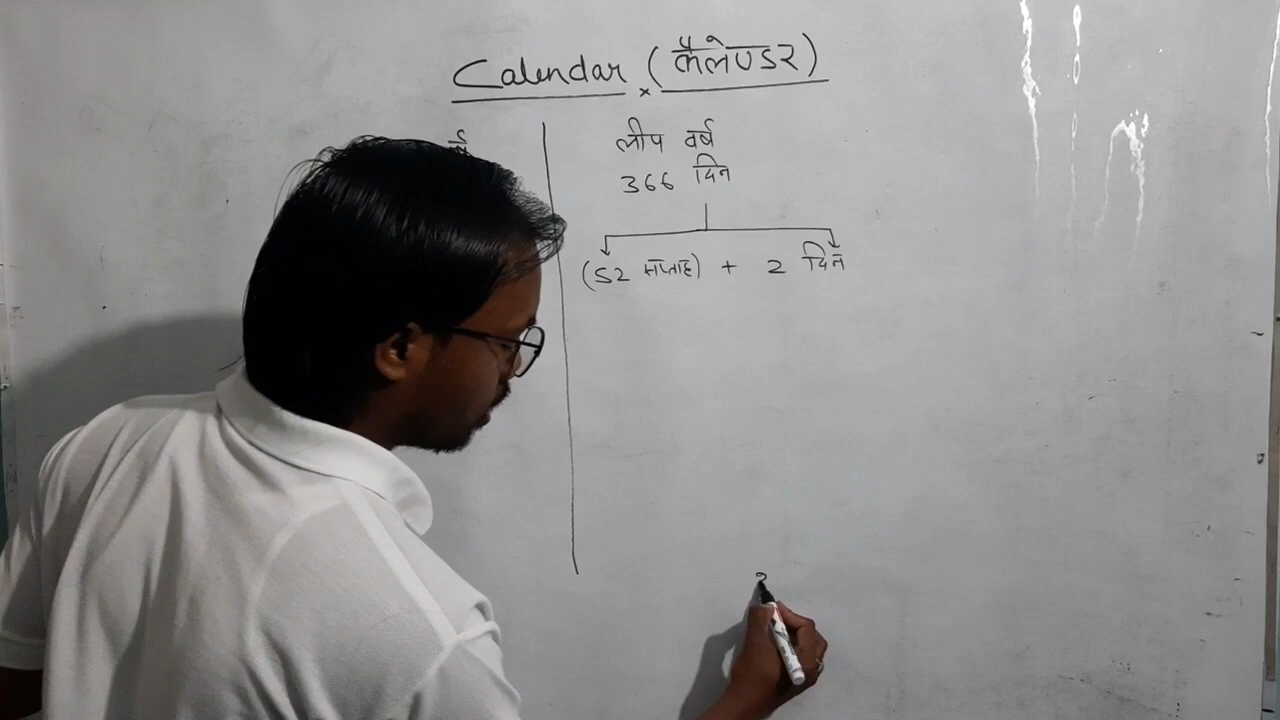 Calendar (कैलेण्डर)
लीप वर्ष
366 दिन
(52 सप्ताह) + 2 दिन